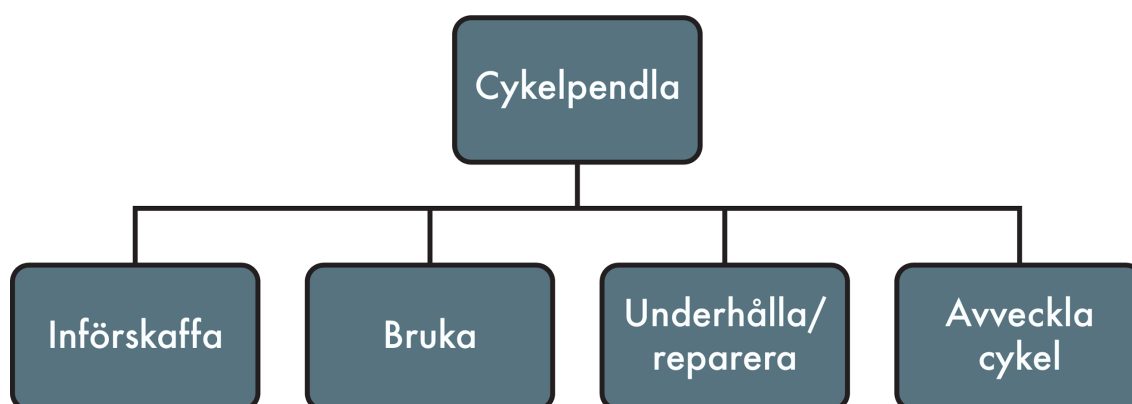 Cykelpendla
Införskaffa
Bruka
Underhålla/
reparera
Avveckla
cykel